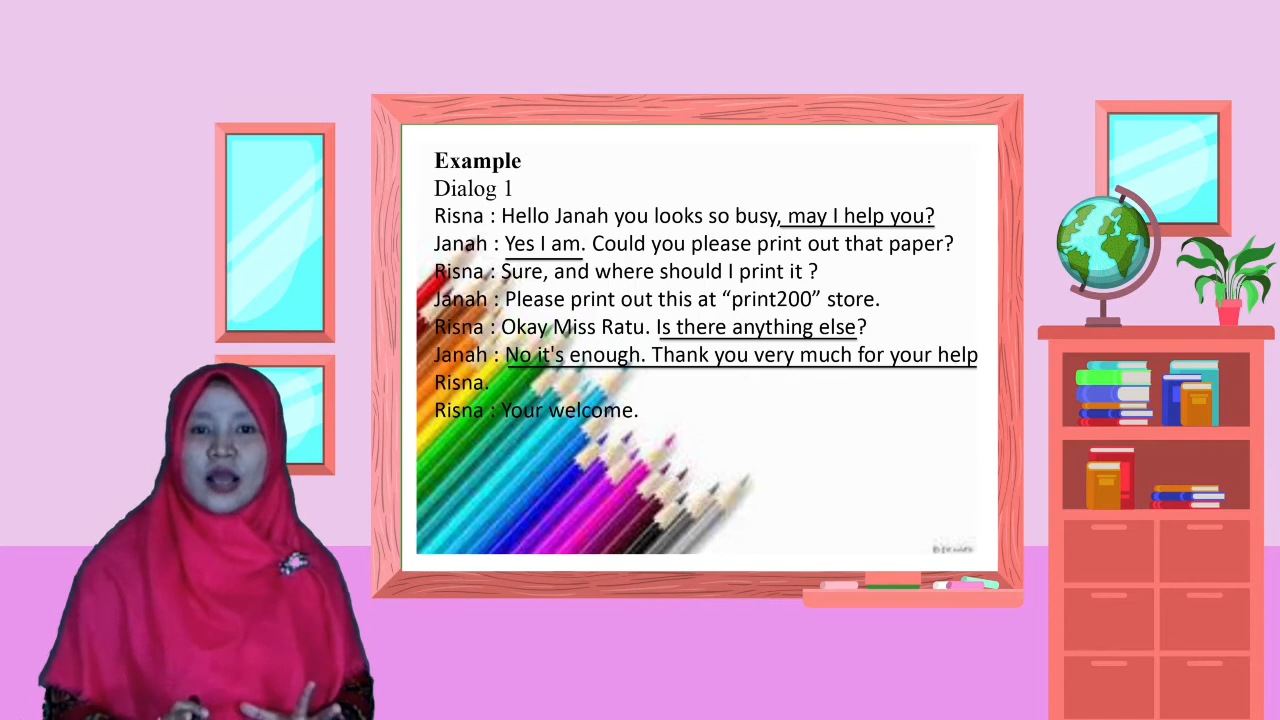 Example
Dialog 1
Risna : Hello Janah you looks so busy, may I help you?
Janah : Yes I am. Could you please print out that paper?
Risna : Sure, and where should I print it ?
Janah : Please print out this at “print200” store.
Risna : Okay Miss Ratu. Is there anything else?
Janah : No it's enough. Thank you very much for your help
Risna.
Risna : Your welcome.